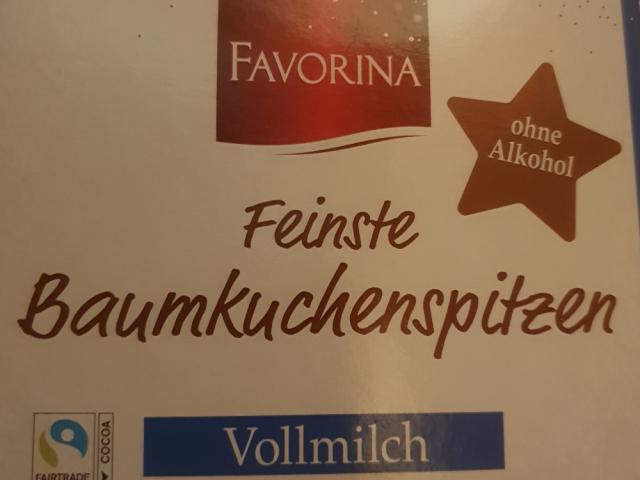 FAVORINA
ohne
Alkohol
Feinste
Baumkuchenspitzen
Vollmilch
FAIRTRADE
COCOA